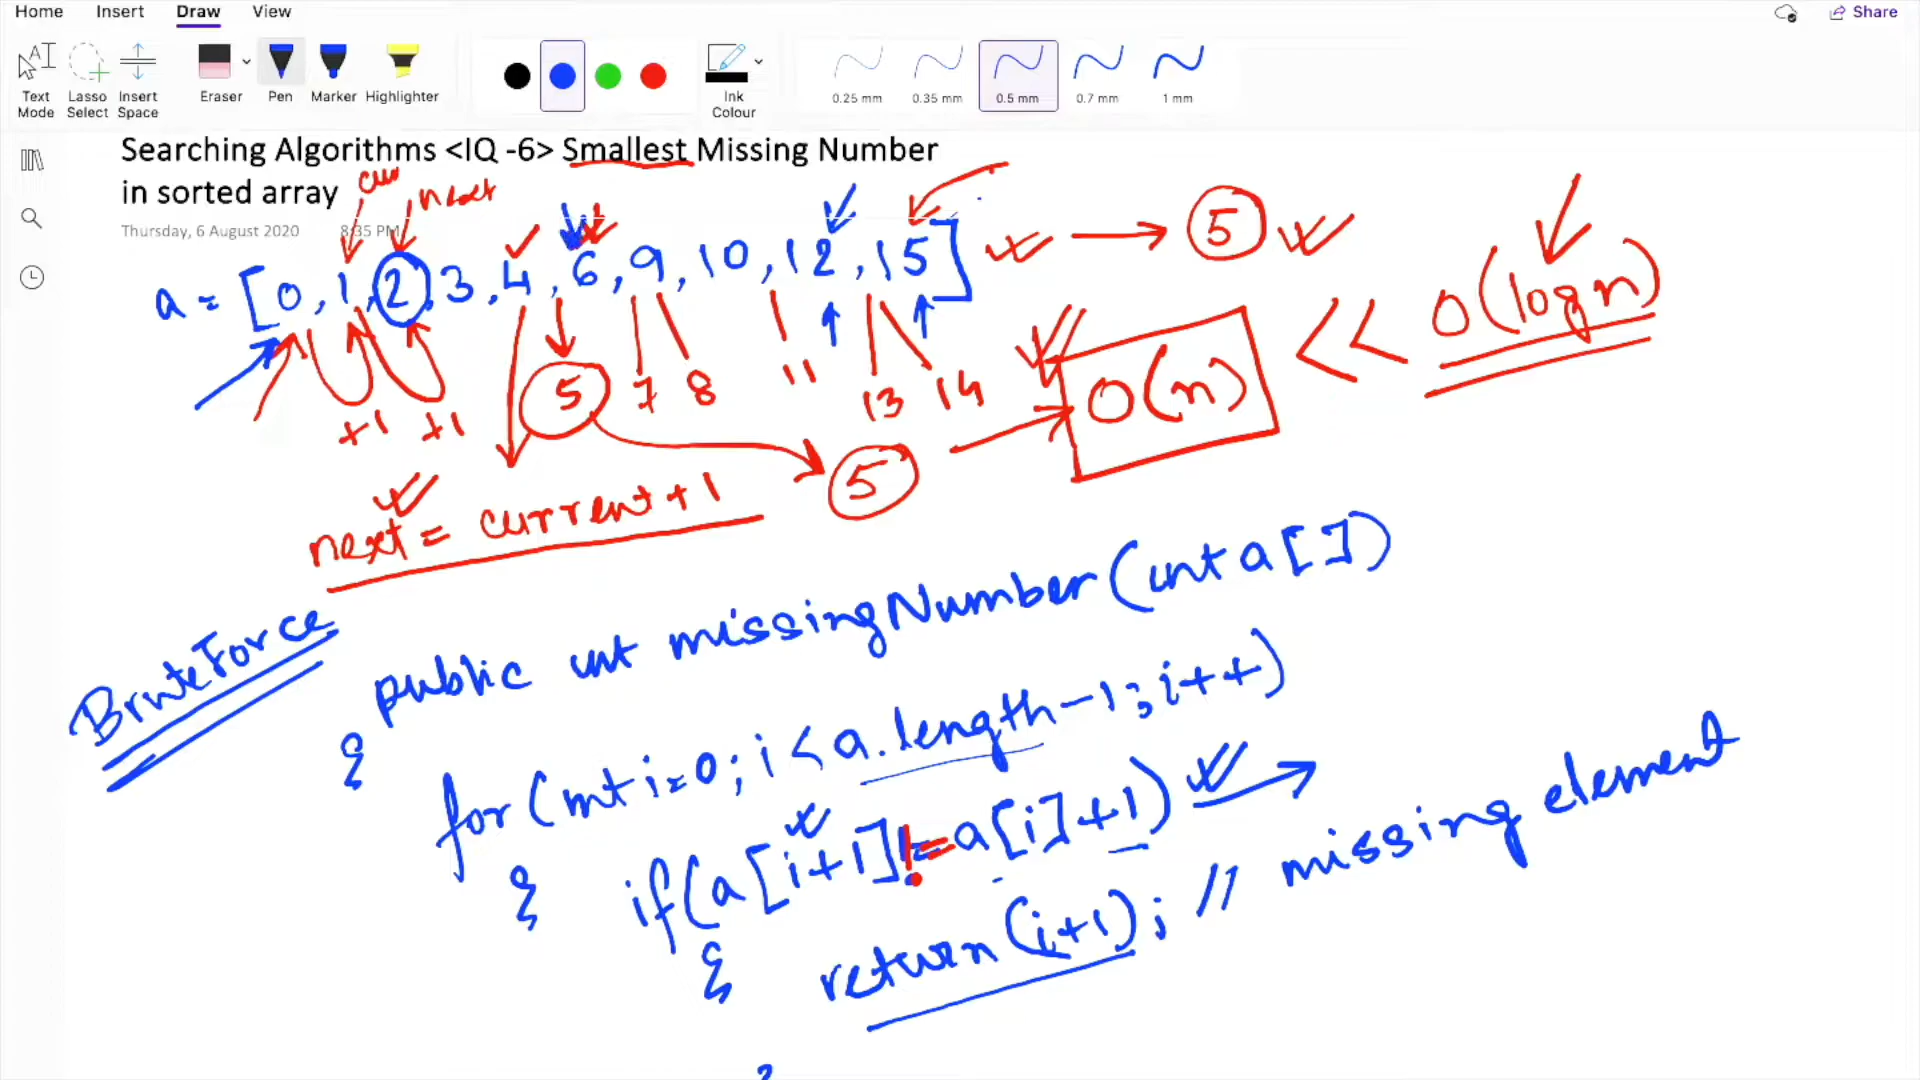 Home Insert Draw View Share
Text Mode Lasso Select Insert Space Eraser Pen Marker Highlighter Ink Colour 0.25 mm 0.35 mm 0.5 mm 0.7 mm 1 mm
Searching Algorithms <IQ -6> Smallest Missing Number
in sorted array
Thursday, 6 August 2020 8:35 PM
next
a = [0, 1, 2, 3, 4, 6, 9, 10, 12, 15] → 5
5 7 8 11 13 14
+1 +1
5 → O(n) << O(log n)
next = current + 1
BruteForce
public int missingNumber(int a[])
{
for(int i=0; i<a.length-1; i++)
{ if(a[i+1] != a[i]+1) →
{ return (i+1); // missing element